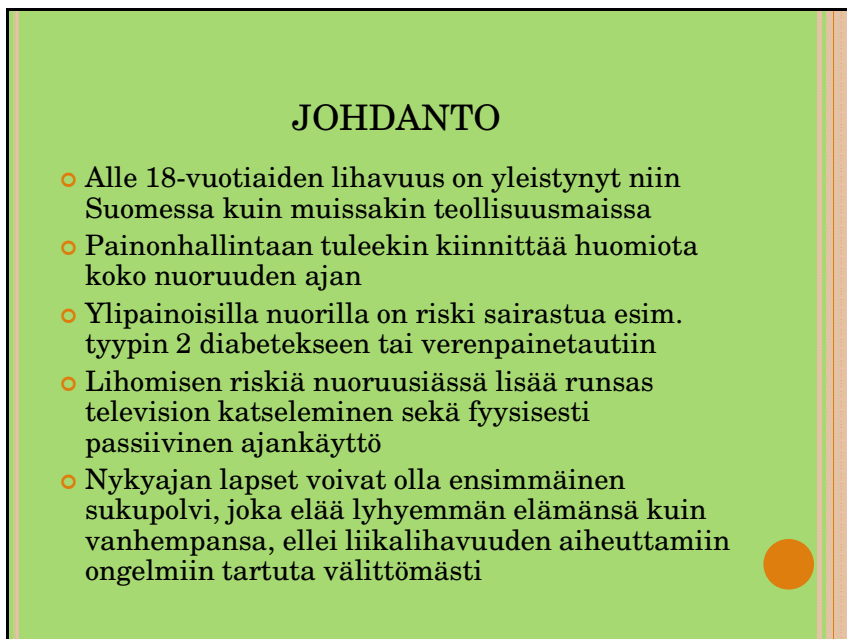 JOHDANTO
Alle 18-vuotiaiden lihavuus on yleistynyt niin
Suomessa kuin muissakin teollisuusmaissa
Painonhallintaan tuleekin kiinnittää huomiota
koko nuoruuden ajan
Ylipainoisilla nuorilla on riski sairastua esim.
tyypin 2 diabetekseen tai verenpainetautiin
Lihomisen riskiä nuoruusiässä lisää runsas
television katseleminen sekä fyysisesti
passiivinen ajankäyttö
Nykyajan lapset voivat olla ensimmäinen
sukupolvi, joka elää lyhyemmän elämänsä kuin
vanhempansa, ellei liikalihavuuden aiheuttamiin
ongelmiin tartuta välittömästi